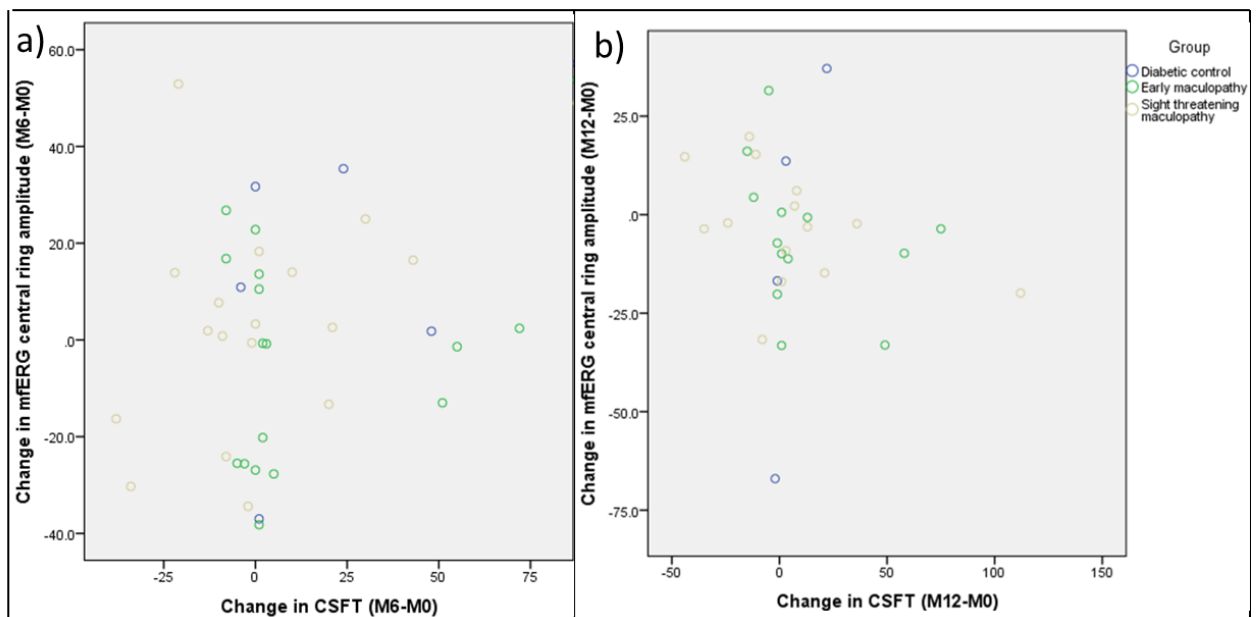 a)
Change in mfERG central ring amplitude (M6-M0)
60.0
40.0
20.0
.0
-20.0
-40.0
-25
0
25
50
75
Change in CSFT (M6-M0)
b)
Change in mfERG central ring amplitude (M12-M0)
25.0
.0
-25.0
-50.0
-75.0
-50
0
50
100
150
Change in CSFT (M12-M0)
Group
Diabetic control
Early maculopathy
Sight threatening
maculopathy